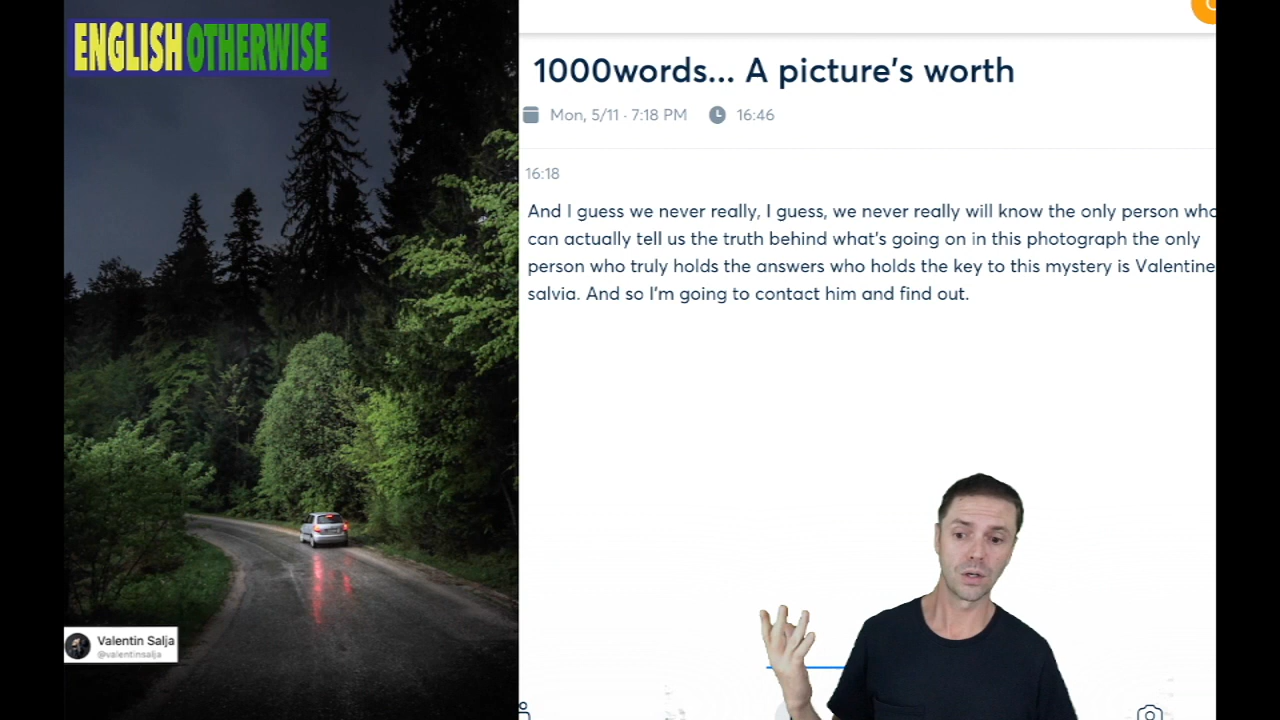 ENGLISH OTHERWISE
1000words... A picture's worth
Mon, 5/11 · 7:18 PM 16:46
16:18
And I guess we never really, I guess, we never really will know the only person who
can actually tell us the truth behind what's going on in this photograph the only
person who truly holds the answers who holds the key to this mystery is Valentine
salvia. And so I'm going to contact him and find out.
Valentin Salja
@valentinsalja